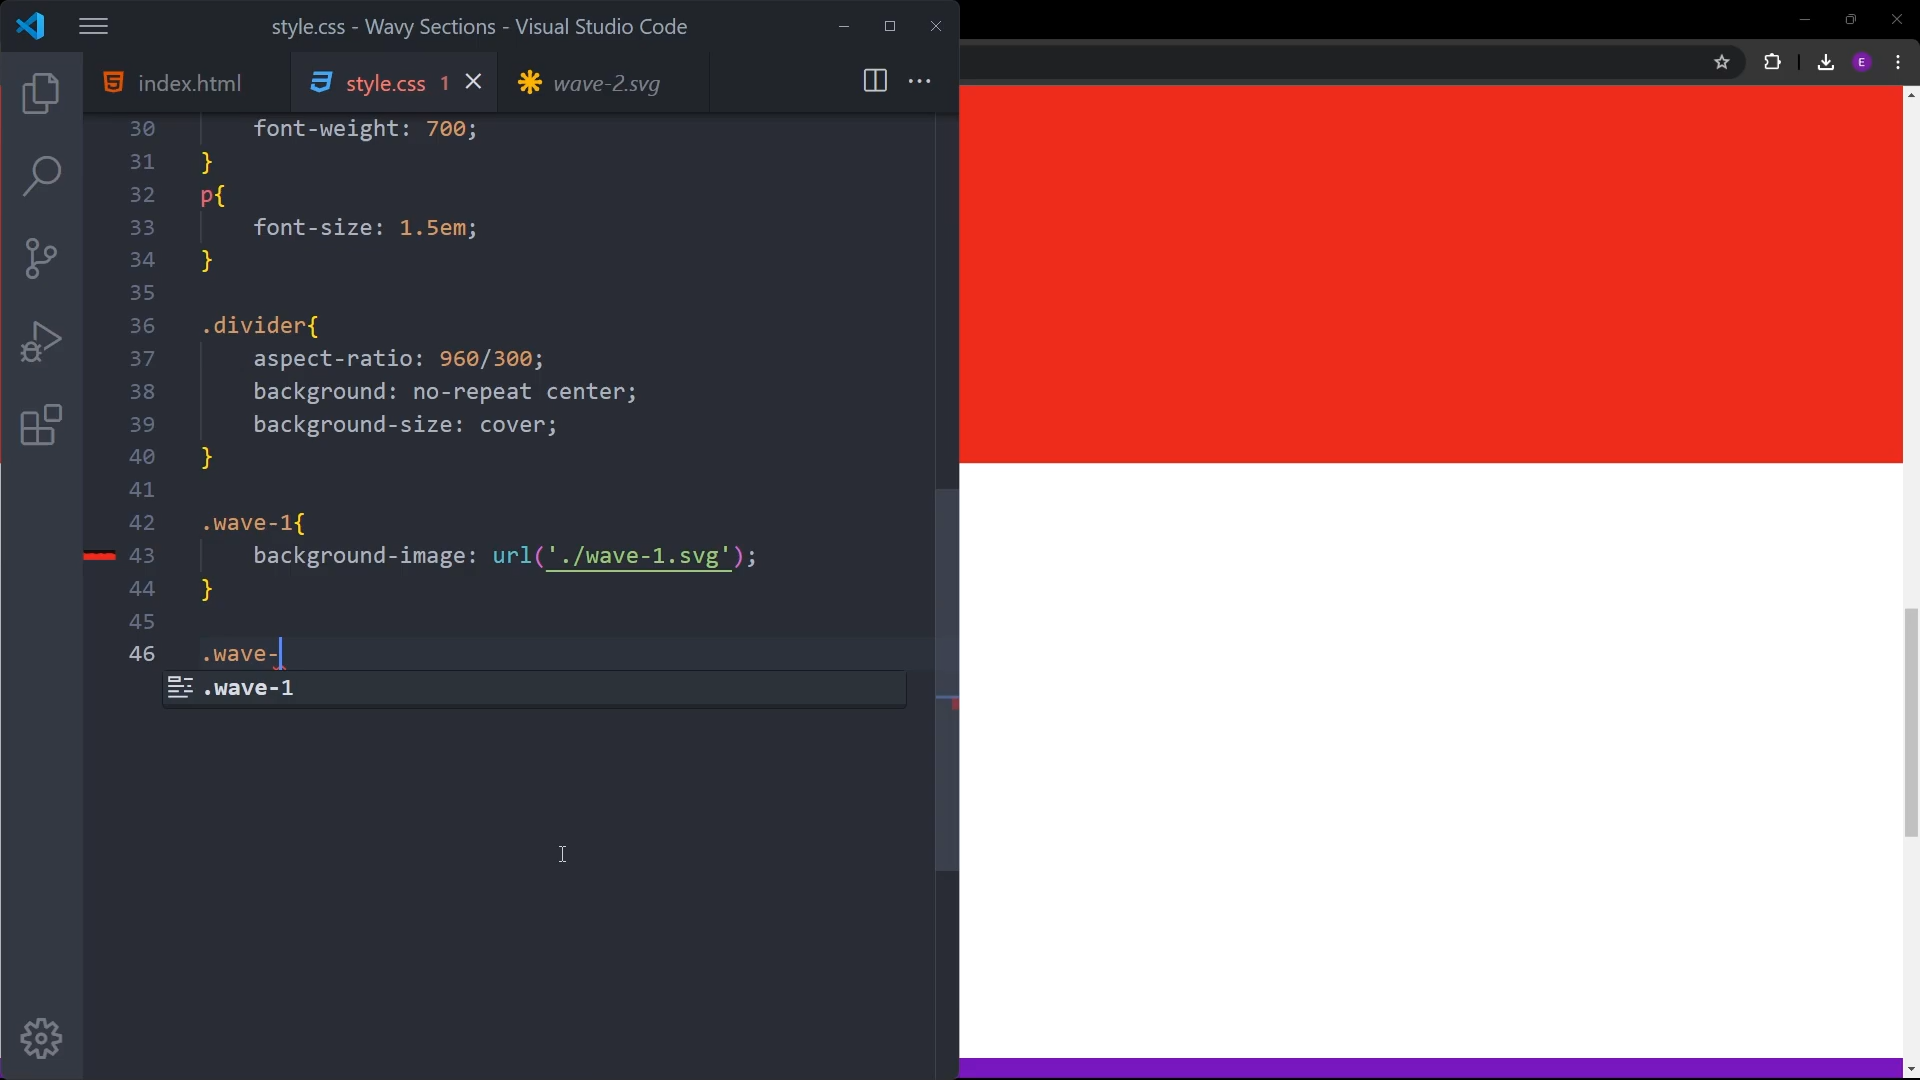 style.css - Wavy Sections - Visual Studio Code
index.html
style.css 1
wave-2.svg
E
30 font-weight: 700;
31 }
32 p{
33 font-size: 1.5em;
34 }
35
36 .divider{
37 aspect-ratio: 960/300;
38 background: no-repeat center;
39 background-size: cover;
40 }
41
42 .wave-1{
43 background-image: url('./wave-1.svg');
44 }
45
46 .wave-
.wave-1